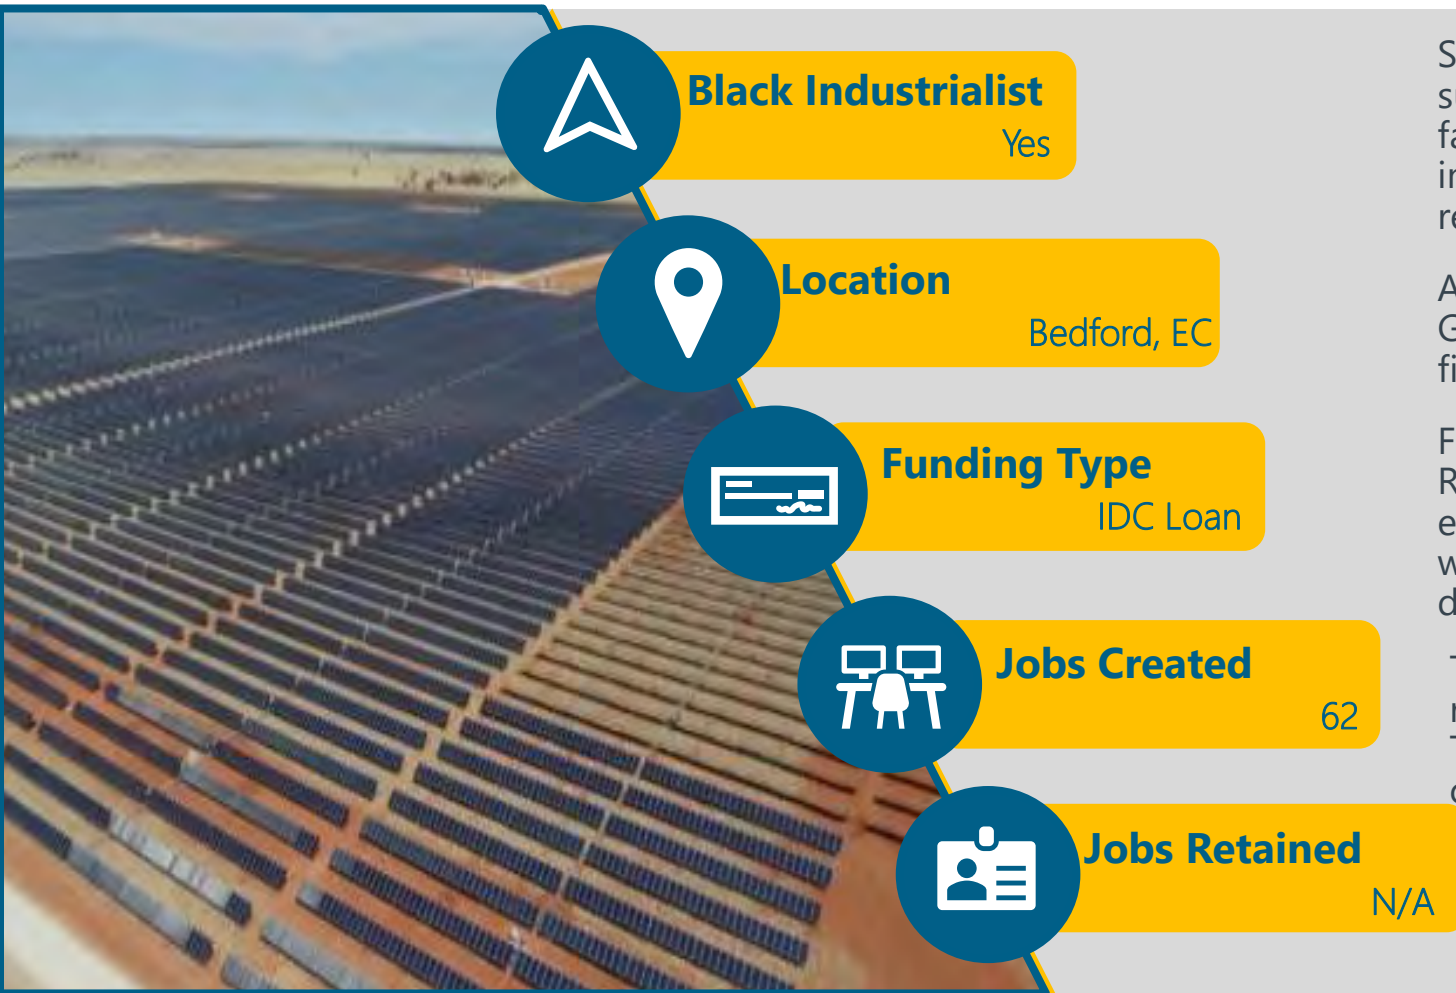 Black Industrialist
Yes
Location
Bedford, EC
Funding Type
IDC Loan
Jobs Created
62
Jobs Retained
N/A